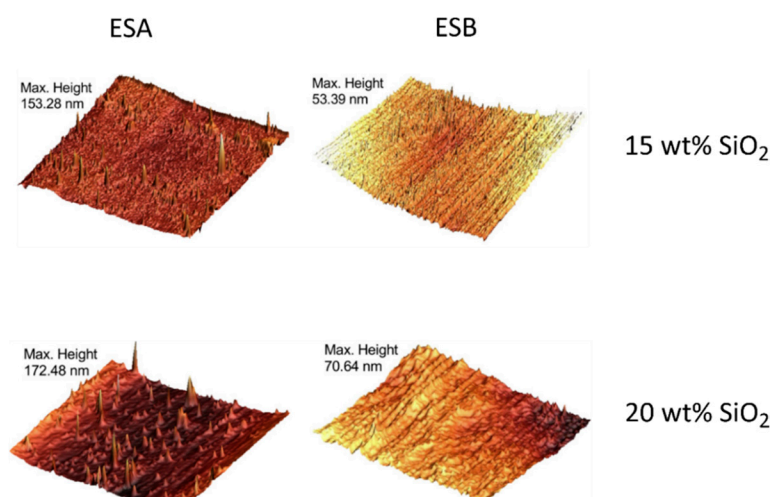 ESA
ESB
Max. Height
153.28 nm
Max. Height
53.39 nm
15 wt% SiO₂
Max. Height
172.48 nm
Max. Height
70.64 nm
20 wt% SiO₂